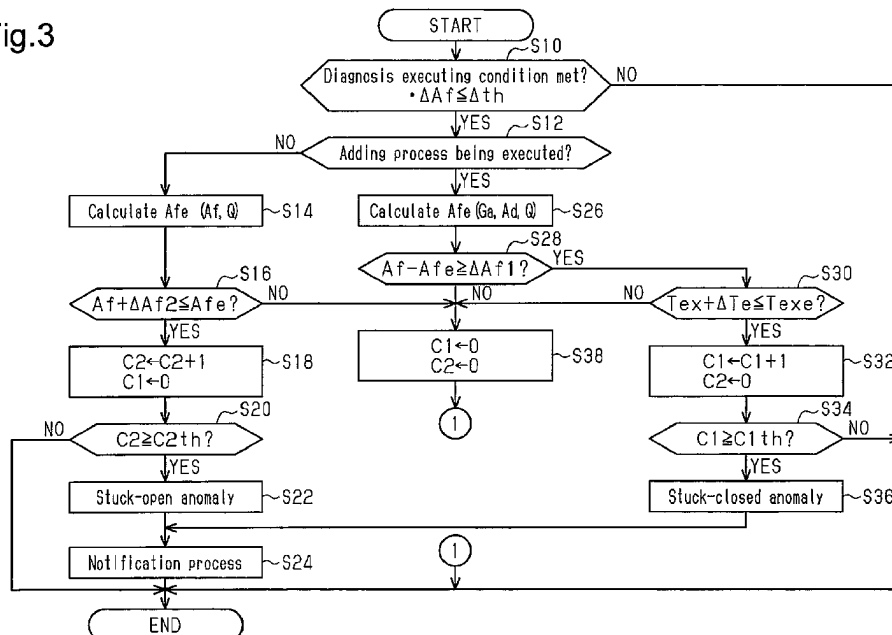 Fig.3
START
S10
Diagnosis executing condition met?
・ΔAf≦Δth
NO
YES
S12
Adding process being executed?
NO
YES
Calculate Afe (Af, Q)
S14
Calculate Afe (Ga, Ad, Q)
S26
S28
Af−Afe≧ΔAf1?
YES
NO
S16
Af+ΔAf2≦Afe?
NO
YES
S30
Tex+ΔTe≦Texe?
NO
YES
S18
C2←C2+1
C1←0
C1←0
C2←0
S38
C1←C1+1
C2←0
S32
1
S20
C2≧C2th?
NO
YES
S34
C1≧C1th?
NO
YES
Stuck-open anomaly
S22
Stuck-closed anomaly
S36
Notification process
S24
1
END